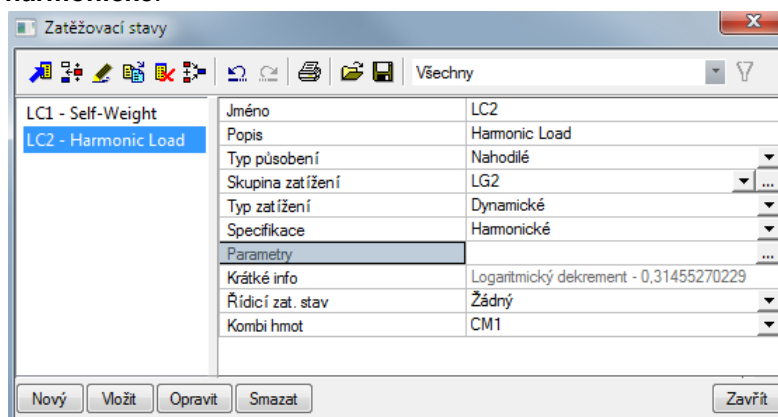 Zatěžovací stavy
Všechny
LC1 - Self-Weight
LC2 - Harmonic Load
Jméno LC2
Popis Harmonic Load
Typ působení Nahodilé
Skupina zatížení LG2 ...
Typ zatížení Dynamické
Specifikace Harmonické
Parametry ...
Krátké info Logaritmický dekrement - 0,31455270229
Řídicí zat. stav Žádný
Kombi hmot CM1
Nový Vložit Opravit Smazat Zavřít